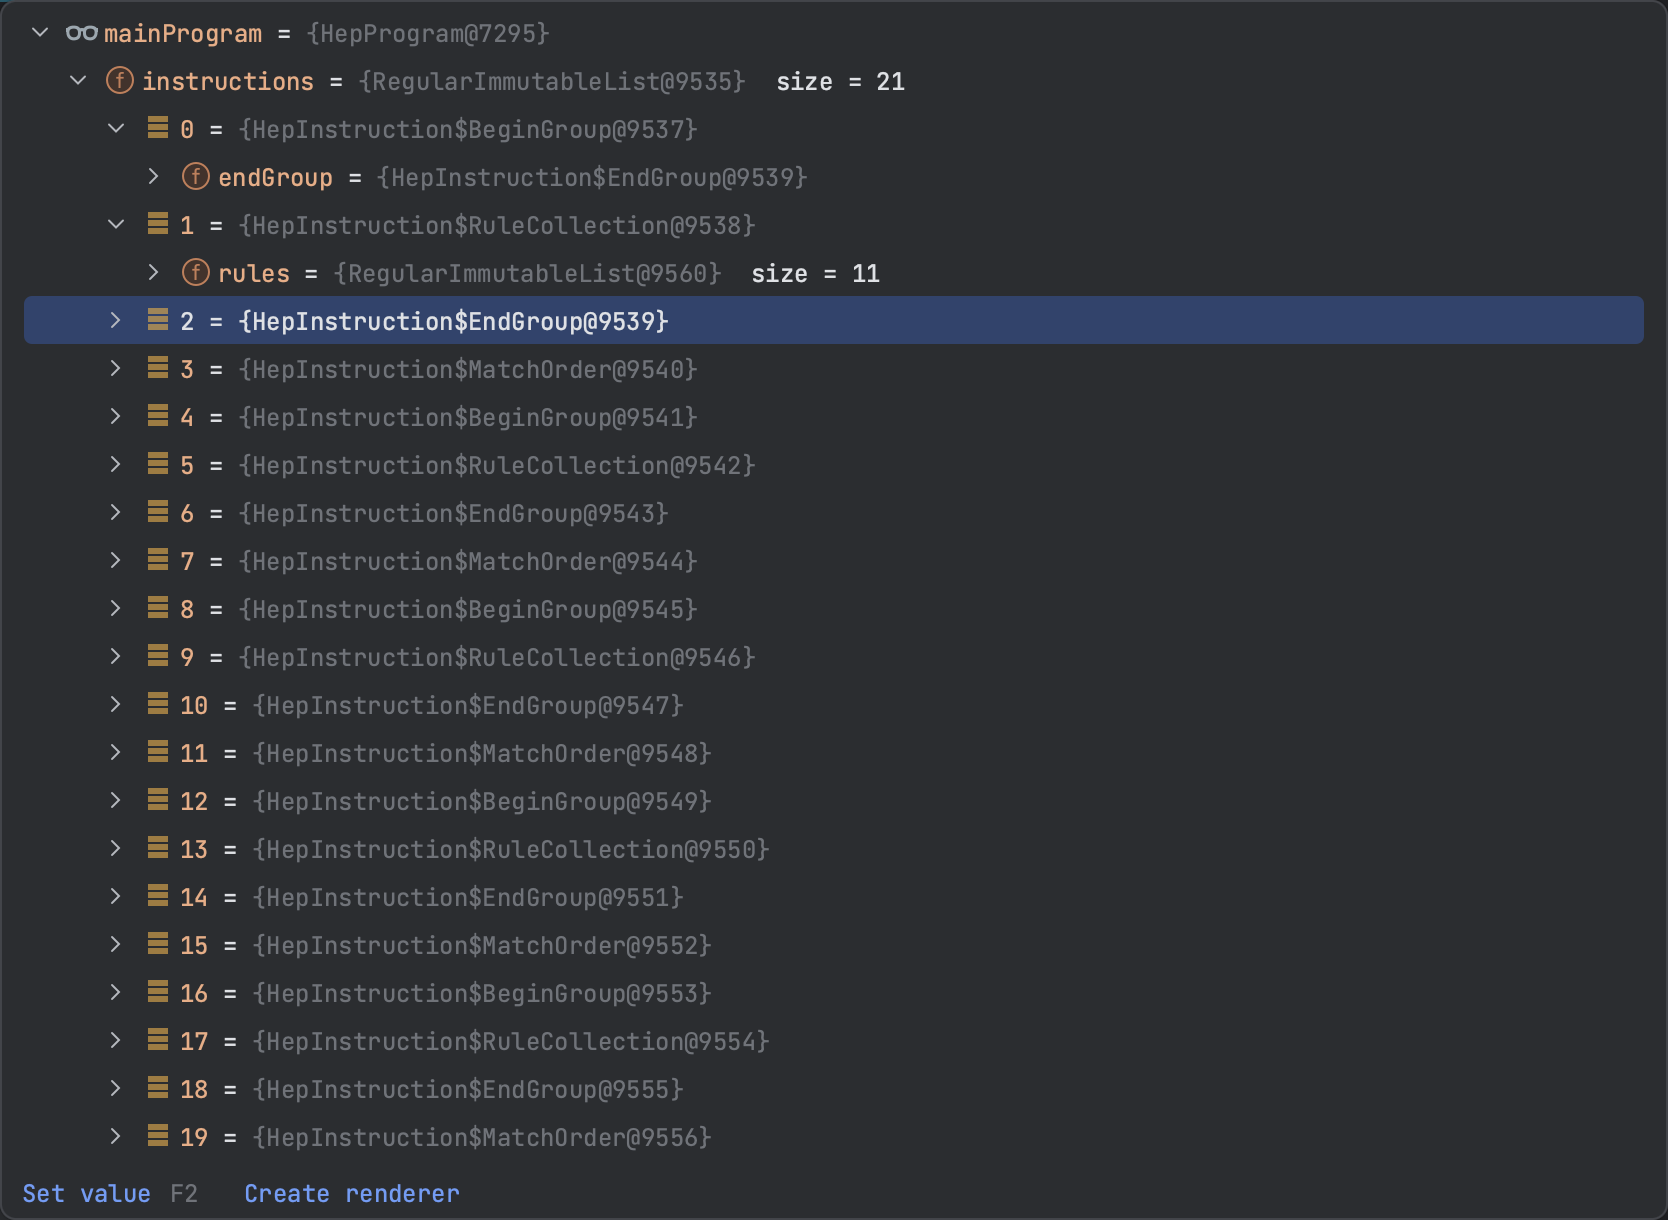 mainProgram = {HepProgram@7295}
f instructions = {RegularImmutableList@9535} size = 21
0 = {HepInstruction$BeginGroup@9537}
f endGroup = {HepInstruction$EndGroup@9539}
1 = {HepInstruction$RuleCollection@9538}
f rules = {RegularImmutableList@9560} size = 11
2 = {HepInstruction$EndGroup@9539}
3 = {HepInstruction$MatchOrder@9540}
4 = {HepInstruction$BeginGroup@9541}
5 = {HepInstruction$RuleCollection@9542}
6 = {HepInstruction$EndGroup@9543}
7 = {HepInstruction$MatchOrder@9544}
8 = {HepInstruction$BeginGroup@9545}
9 = {HepInstruction$RuleCollection@9546}
10 = {HepInstruction$EndGroup@9547}
11 = {HepInstruction$MatchOrder@9548}
12 = {HepInstruction$BeginGroup@9549}
13 = {HepInstruction$RuleCollection@9550}
14 = {HepInstruction$EndGroup@9551}
15 = {HepInstruction$MatchOrder@9552}
16 = {HepInstruction$BeginGroup@9553}
17 = {HepInstruction$RuleCollection@9554}
18 = {HepInstruction$EndGroup@9555}
19 = {HepInstruction$MatchOrder@9556}
Set value F2 Create renderer